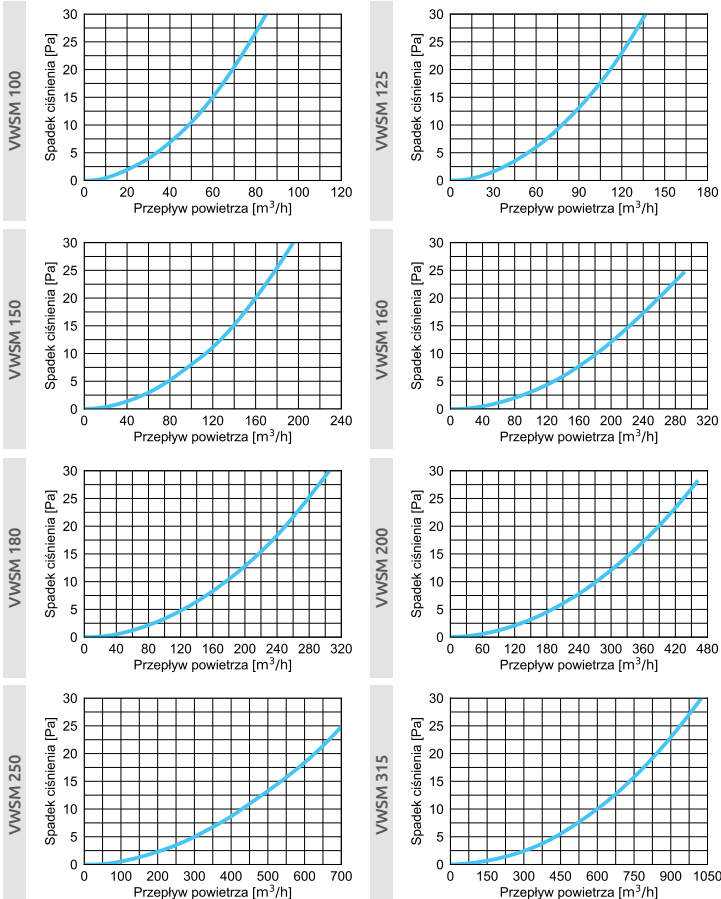 VWSM 100
Spadek ciśnienia [Pa]
30
25
20
15
10
5
0
0 20 40 60 80 100 120
Przepływ powietrza [m³/h]
VWSM 125
Spadek ciśnienia [Pa]
30
25
20
15
10
5
0
0 30 60 90 120 150 180
Przepływ powietrza [m³/h]
VWSM 150
Spadek ciśnienia [Pa]
30
25
20
15
10
5
0
0 40 80 120 160 200 240
Przepływ powietrza [m³/h]
VWSM 160
Spadek ciśnienia [Pa]
30
25
20
15
10
5
0
0 40 80 120 160 200 240 280 320
Przepływ powietrza [m³/h]
VWSM 180
Spadek ciśnienia [Pa]
30
25
20
15
10
5
0
0 40 80 120 160 200 240 280 320
Przepływ powietrza [m³/h]
VWSM 200
Spadek ciśnienia [Pa]
30
25
20
15
10
5
0
0 60 120 180 240 300 360 420 480
Przepływ powietrza [m³/h]
VWSM 250
Spadek ciśnienia [Pa]
30
25
20
15
10
5
0
0 100 200 300 400 500 600 700
Przepływ powietrza [m³/h]
VWSM 315
Spadek ciśnienia [Pa]
30
25
20
15
10
5
0
0 150 300 450 600 750 900 1050
Przepływ powietrza [m³/h]